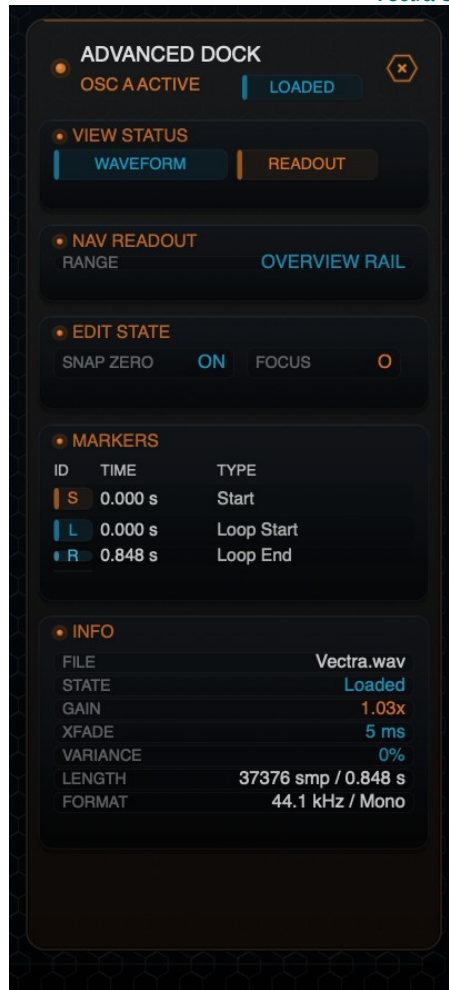 ADVANCED DOCK
OSC A ACTIVE LOADED
VIEW STATUS
WAVEFORM READOUT
NAV READOUT
RANGE OVERVIEW RAIL
EDIT STATE
SNAP ZERO ON FOCUS O
MARKERS
ID TIME TYPE
S 0.000 s Start
L 0.000 s Loop Start
R 0.848 s Loop End
INFO
FILE Vectra.wav
STATE Loaded
GAIN 1.03x
XFADE 5 ms
VARIANCE 0%
LENGTH 37376 smp / 0.848 s
FORMAT 44.1 kHz / Mono